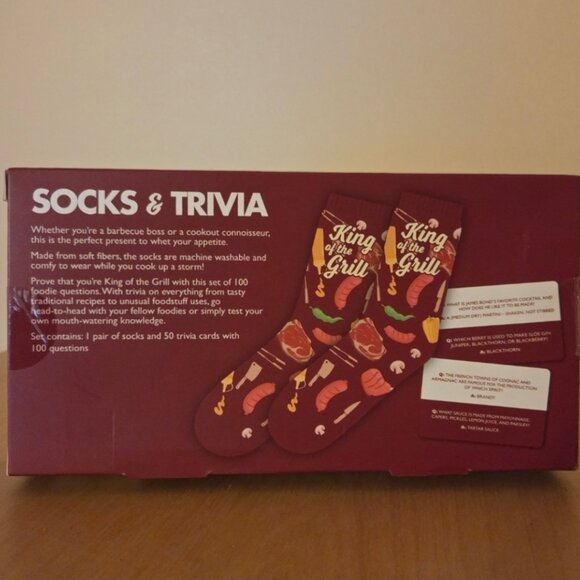 SOCKS & TRIVIA
Whether you're a barbecue boss or a cookout connoisseur,
this is the perfect present to whet your appetite.
Made from soft fibers, the socks are machine washable and
comfy to wear while you cook up a storm!
Prove that you're King of the Grill with this set of 100
foodie questions. With trivia on everything from tasty
traditional recipes to unusual foodstuff uses, go
head-to-head with your fellow foodies or simply test your
own mouth-watering knowledge.
Set contains: 1 pair of socks and 50 trivia cards with
100 questions
King
of the
Grill
King
of the
Grill
WHAT IS JAMES BOND'S FAVORITE COCKTAIL AND
HOW DOES HE LIKE IT TO BE MADE?
A (MEDIUM DRY) MARTINI – SHAKEN, NOT STIRRED
Q: WHICH BERRY IS USED TO MAKE SLOE GIN:
JUNIPER, BLACKTHORN, OR BLACKBERRY?
A: BLACKTHORN
Q: THE FRENCH TOWNS OF COGNAC AND
ARMAGNAC ARE FAMOUS FOR THE PRODUCTION
OF WHICH SPIRIT?
A: BRANDY
Q: WHAT SAUCE IS MADE FROM MAYONNAISE,
CAPERS, PICKLES, LEMON JUICE, AND PARSLEY?
A: TARTAR SAUCE